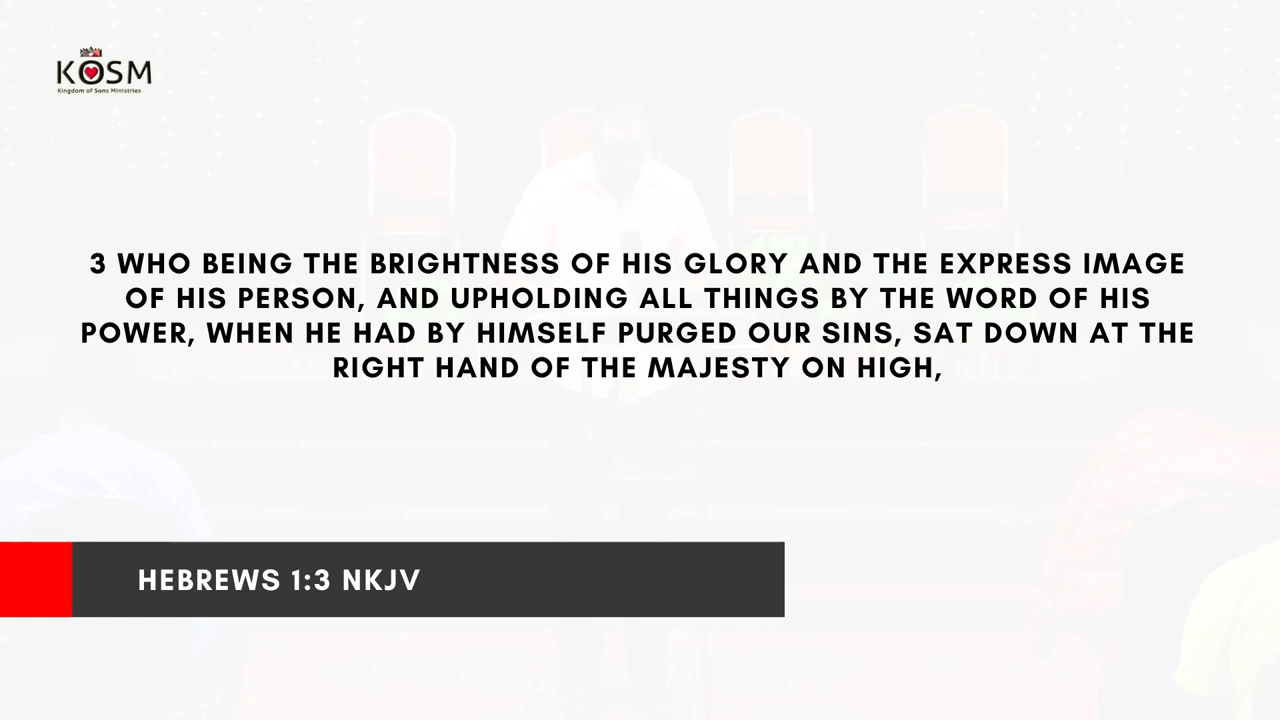 KOSM
Kingdom of Sons Ministries
3 WHO BEING THE BRIGHTNESS OF HIS GLORY AND THE EXPRESS IMAGE
OF HIS PERSON, AND UPHOLDING ALL THINGS BY THE WORD OF HIS
POWER, WHEN HE HAD BY HIMSELF PURGED OUR SINS, SAT DOWN AT THE
RIGHT HAND OF THE MAJESTY ON HIGH,
HEBREWS 1:3 NKJV